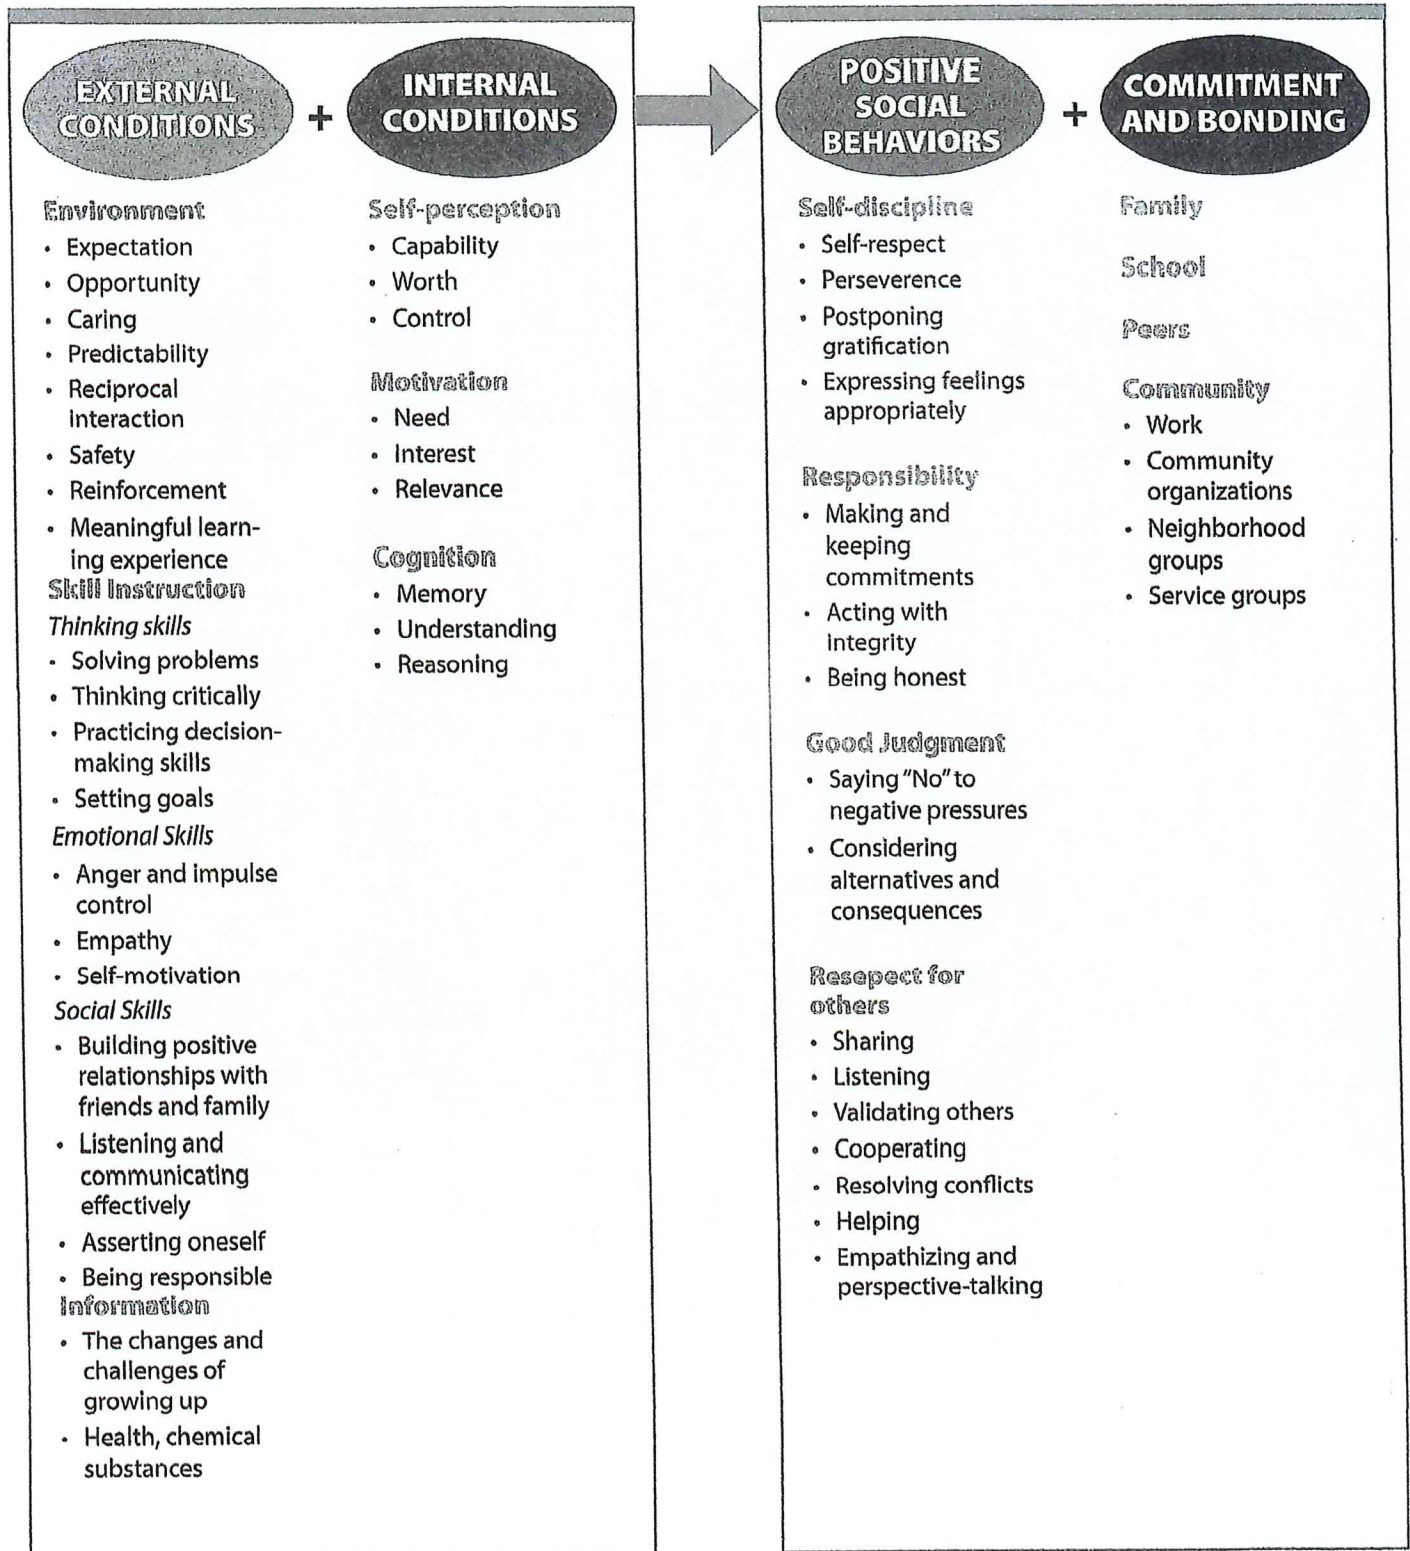 EXTERNAL
CONDITIONS
+
INTERNAL
CONDITIONS
Environment
• Expectation
• Opportunity
• Caring
• Predictability
• Reciprocal
interaction
• Safety
• Reinforcement
• Meaningful learn-
ing experience
Skill Instruction
Thinking skills
• Solving problems
• Thinking critically
• Practicing decision-
making skills
• Setting goals
Emotional Skills
• Anger and impulse
control
• Empathy
• Self-motivation
Social Skills
• Building positive
relationships with
friends and family
• Listening and
communicating
effectively
• Asserting oneself
• Being responsible
Information
• The changes and
challenges of
growing up
• Health, chemical
substances
Self-perception
• Capability
• Worth
• Control
Motivation
• Need
• Interest
• Relevance
Cognition
• Memory
• Understanding
• Reasoning
POSITIVE
SOCIAL
BEHAVIORS
+
COMMITMENT
AND BONDING
Self-discipline
• Self-respect
• Perseverence
• Postponing
gratification
• Expressing feelings
appropriately
Responsibility
• Making and
keeping
commitments
• Acting with
integrity
• Being honest
Good Judgment
• Saying "No" to
negative pressures
• Considering
alternatives and
consequences
Resepect for
others
• Sharing
• Listening
• Validating others
• Cooperating
• Resolving conflicts
• Helping
• Empathizing and
perspective-talking
Family
School
Peers
Community
• Work
• Community
organizations
• Neighborhood
groups
• Service groups